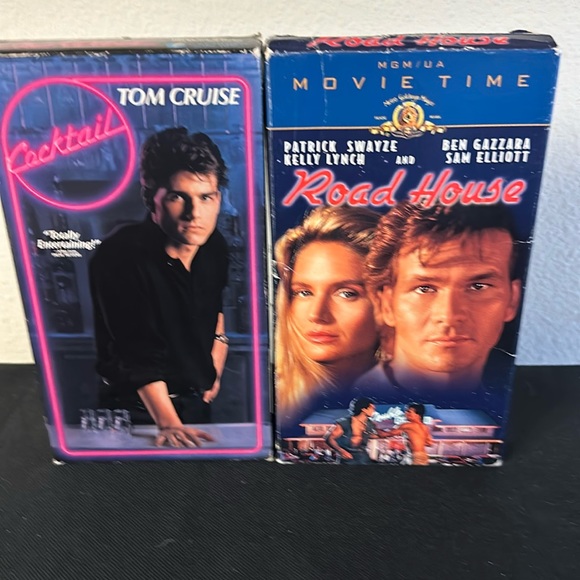 TOM CRUISE
Cocktail
"Totally
Entertaining!"
Road House
MGM/UA
MOVIE TIME
PATRICK SWAYZE BEN GAZZARA
KELLY LYNCH AND SAM ELLIOTT
Road House